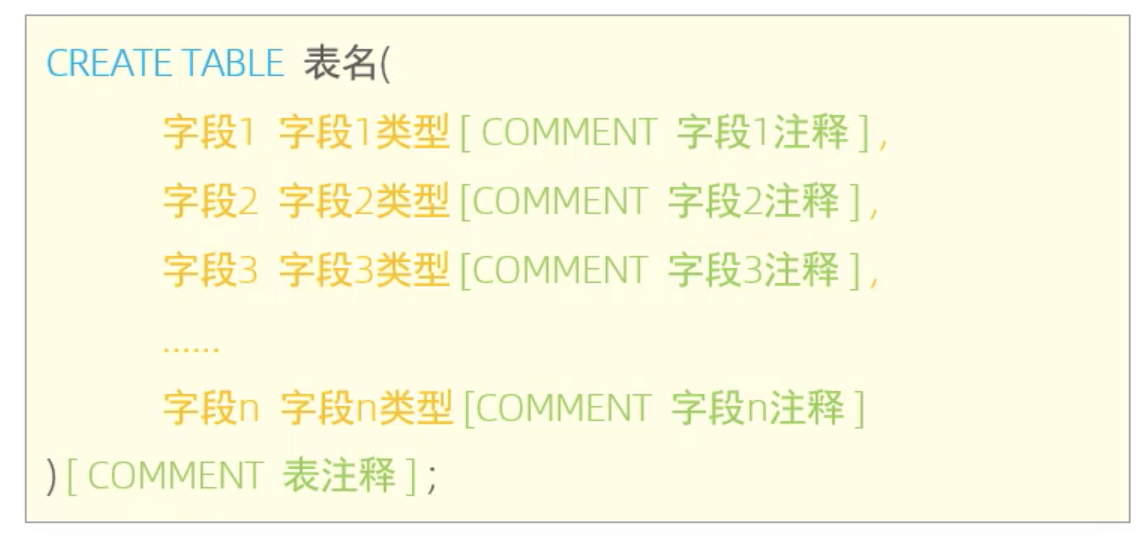 CREATE TABLE 表名(
字段1 字段1类型 [ COMMENT 字段1注释 ] ,
字段2 字段2类型 [COMMENT 字段2注释 ] ,
字段3 字段3类型 [COMMENT 字段3注释 ] ,
......
字段n 字段n类型 [COMMENT 字段n注释 ]
) [ COMMENT 表注释 ] ;